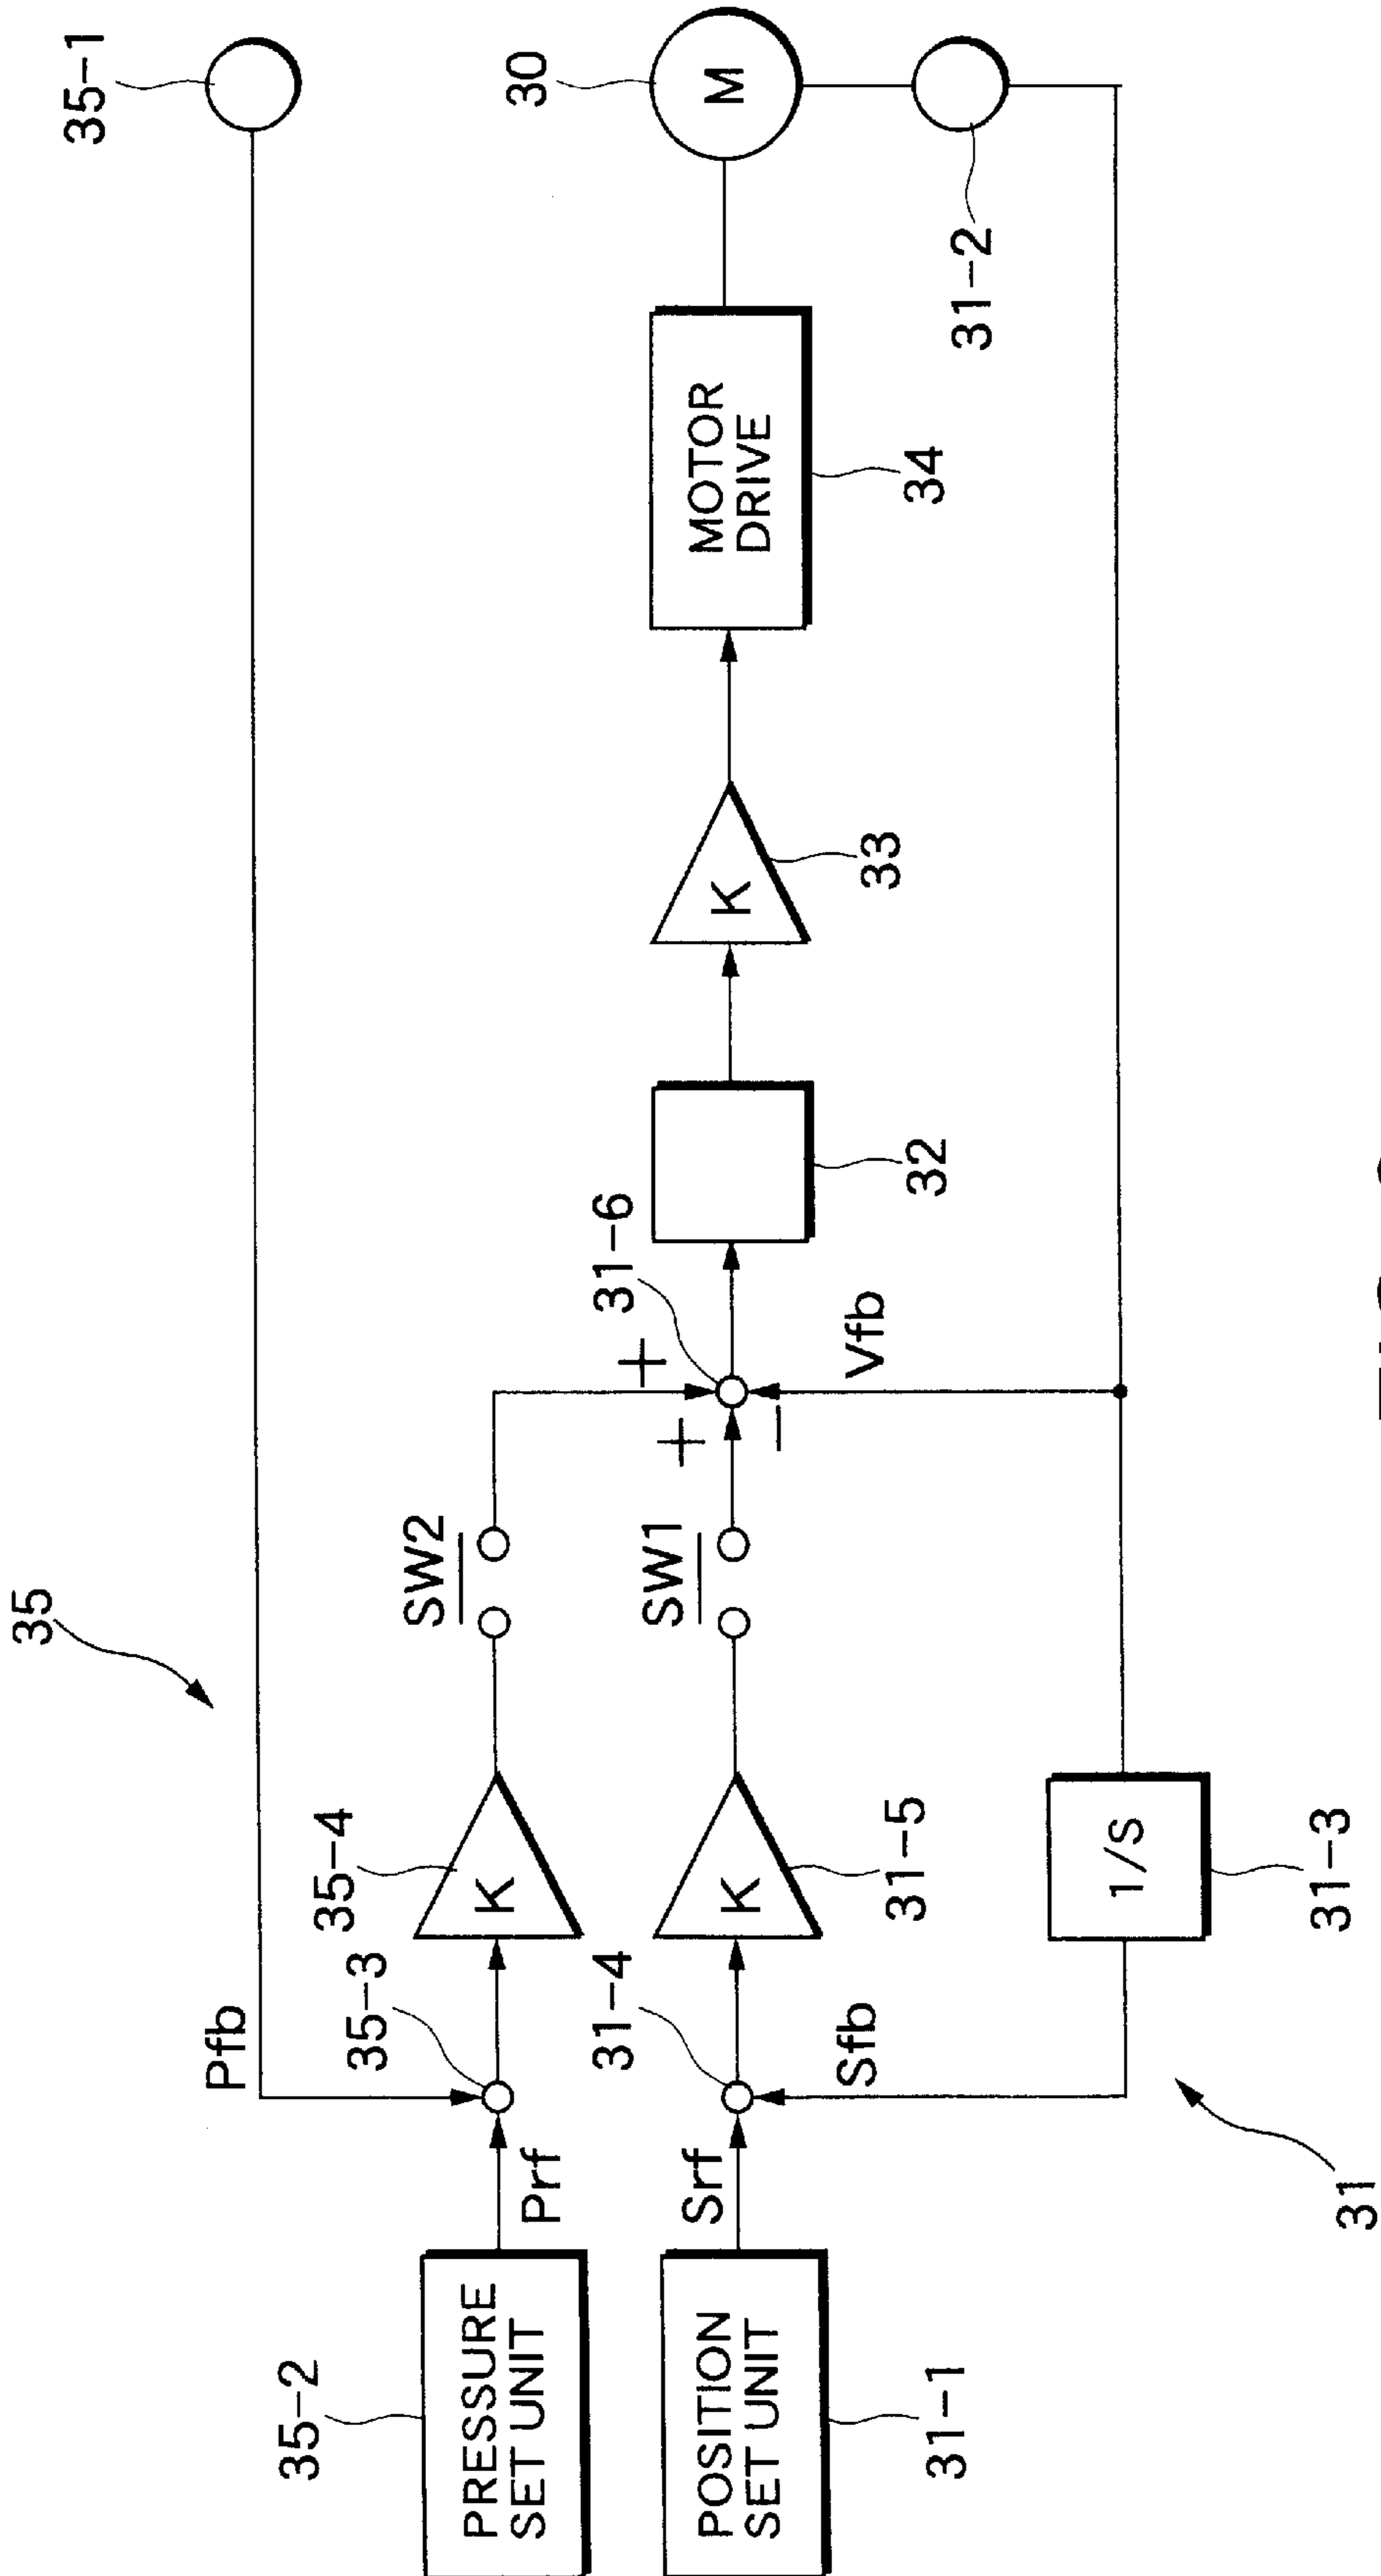 35
35-1
Pfb
35-3
35-4
SW2
35-2
PRESSURE
SET UNIT
Prf
K
+
31-6
30
M
31-4
SW1
+
−
POSITION
SET UNIT
Srf
K
K
MOTOR
DRIVE
31-1
Sfb
31-5
Vfb
32
33
34
31-2
1/S
31-3
31